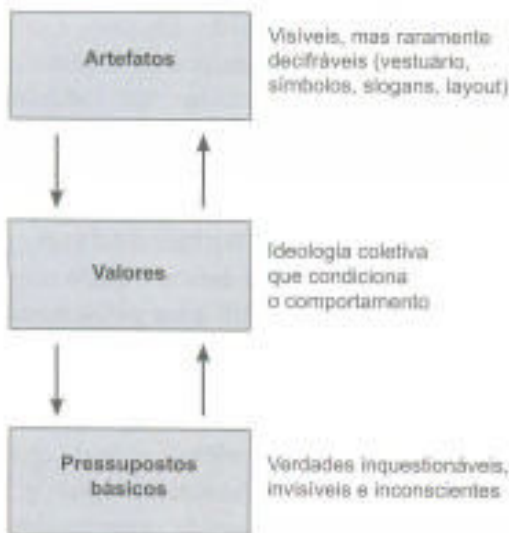 Artefatos
Visíveis, mas raramente
decifráveis (vestuário,
símbolos, slogans, layout)
Valores
Ideologia coletiva
que condiciona
o comportamento
Pressupostos
básicos
Verdades inquestionáveis,
invisíveis e inconscientes